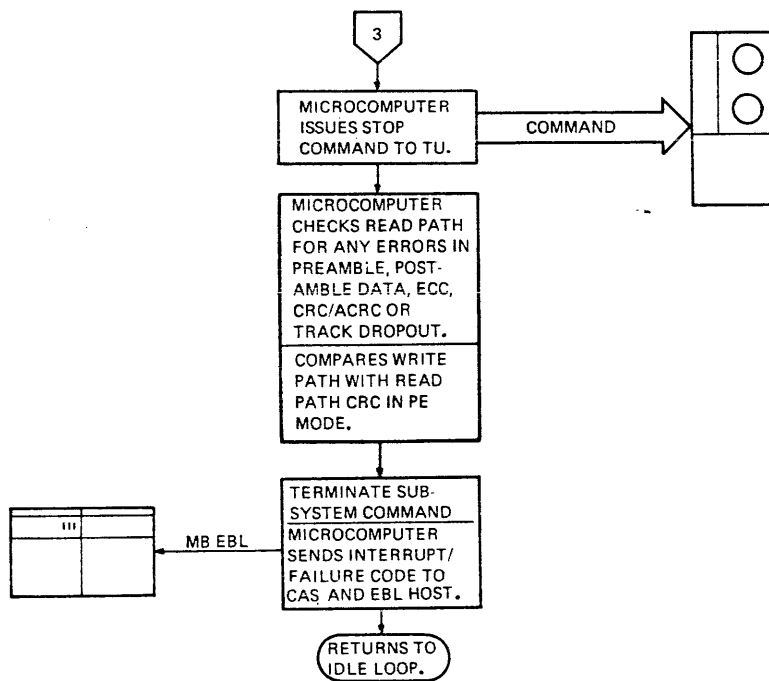 3
MICROCOMPUTER
ISSUES STOP
COMMAND TO TU.
COMMAND
MICROCOMPUTER
CHECKS READ PATH
FOR ANY ERRORS IN
PREAMBLE, POST-
AMBLE DATA, ECC,
CRC/ACRC OR
TRACK DROPOUT.
COMPARES WRITE
PATH WITH READ
PATH CRC IN PE
MODE.
TERMINATE SUB-
SYSTEM COMMAND
MB EBL
MICROCOMPUTER
SENDS INTERRUPT/
FAILURE CODE TO
CAS AND EBL HOST.
RETURNS TO
IDLE LOOP.